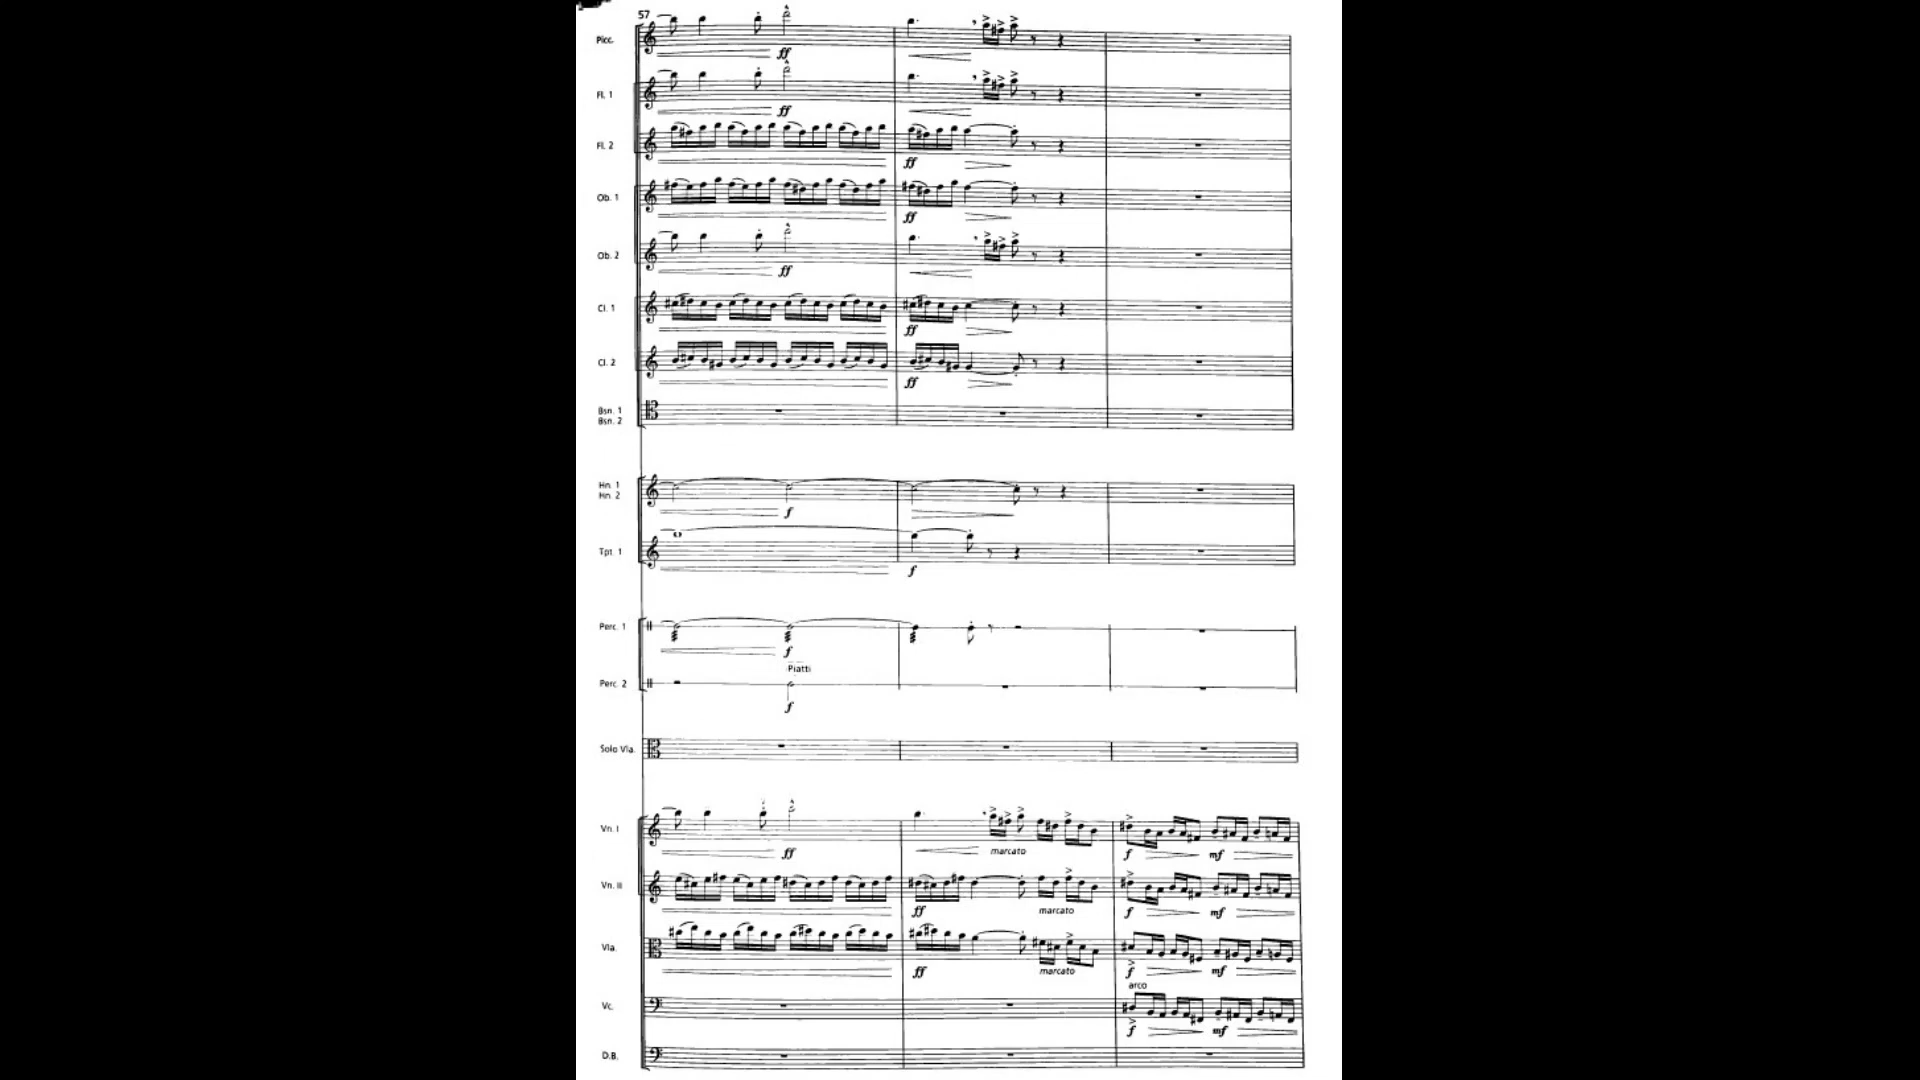 57
Picc.
ff
Fl. 1
ff
Fl. 2
ff
Ob. 1
ff
Ob. 2
ff
Cl. 1
ff
Cl. 2
ff
Bsn. 1
Bsn. 2
Hn. 1
Hn. 2
f
Tpt. 1
f
Perc. 1
f
Piatti
Perc. 2
f
Solo Vla.
Vn. I
ff marcato f mf
Vn. II
ff marcato f mf
Vla.
ff marcato f mf
arco
Vc.
f mf
D.B.